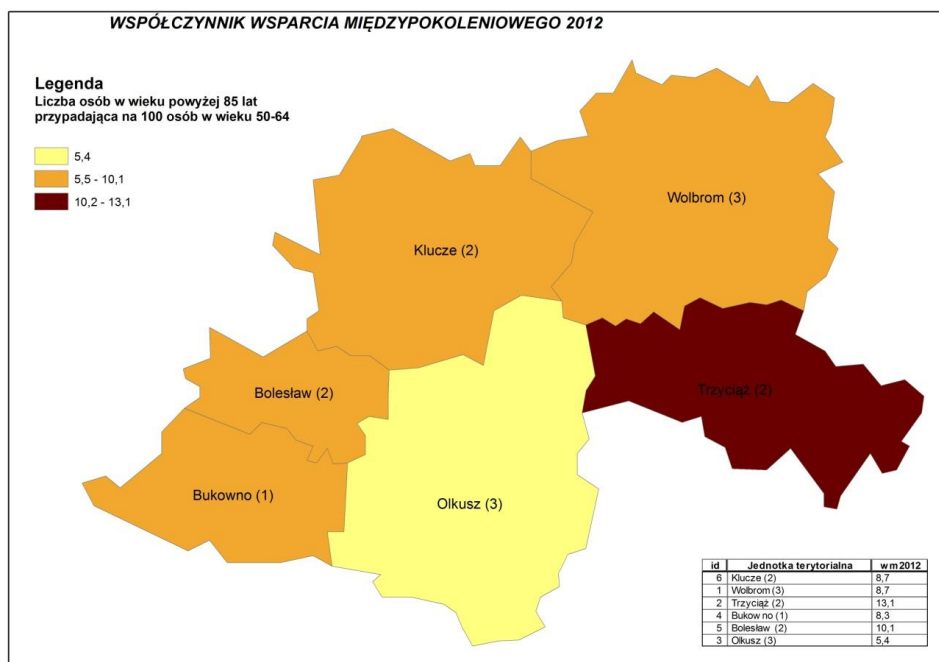 WSPÓŁCZYNNIK WSPARCIA MIĘDZYPOKOLENIOWEGO 2012
Legenda
Liczba osób w wieku powyżej 85 lat
przypadająca na 100 osób w wieku 50-64
5,4
5,5 - 10,1
10,2 - 13,1
Wolbrom (3)
Klucze (2)
Trzyciąż (2)
Bolesław (2)
Bukowno (1)
Olkusz (3)
id Jednotka terytorialna wm2012
6 Klucze (2) 8,7
1 Wolbrom (3) 8,7
2 Trzyciąż (2) 13,1
4 Bukowno (1) 8,3
5 Bolesław (2) 10,1
3 Olkusz (3) 5,4